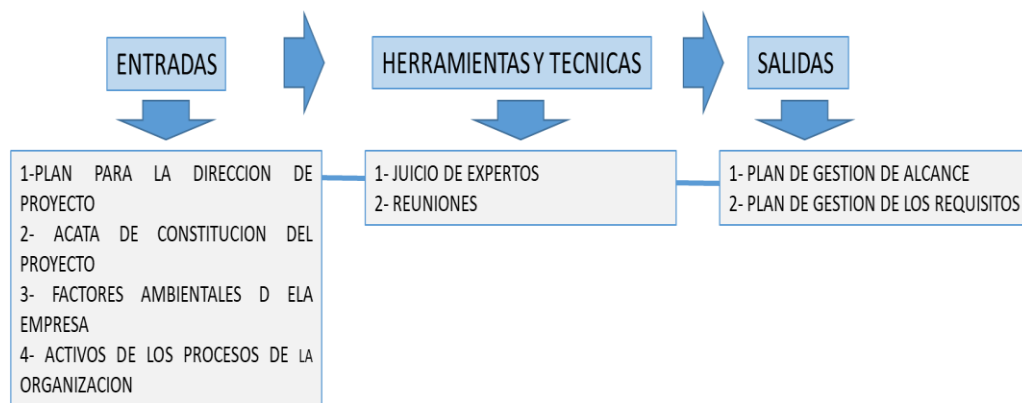 ENTRADAS
HERRAMIENTAS Y TECNICAS
SALIDAS
1-PLAN PARA LA DIRECCION DE
PROYECTO
2- ACATA DE CONSTITUCION DEL
PROYECTO
3- FACTORES AMBIENTALES D ELA
EMPRESA
4- ACTIVOS DE LOS PROCESOS DE LA
ORGANIZACION
1- JUICIO DE EXPERTOS
2- REUNIONES
1- PLAN DE GESTION DE ALCANCE
2- PLAN DE GESTION DE LOS REQUISITOS